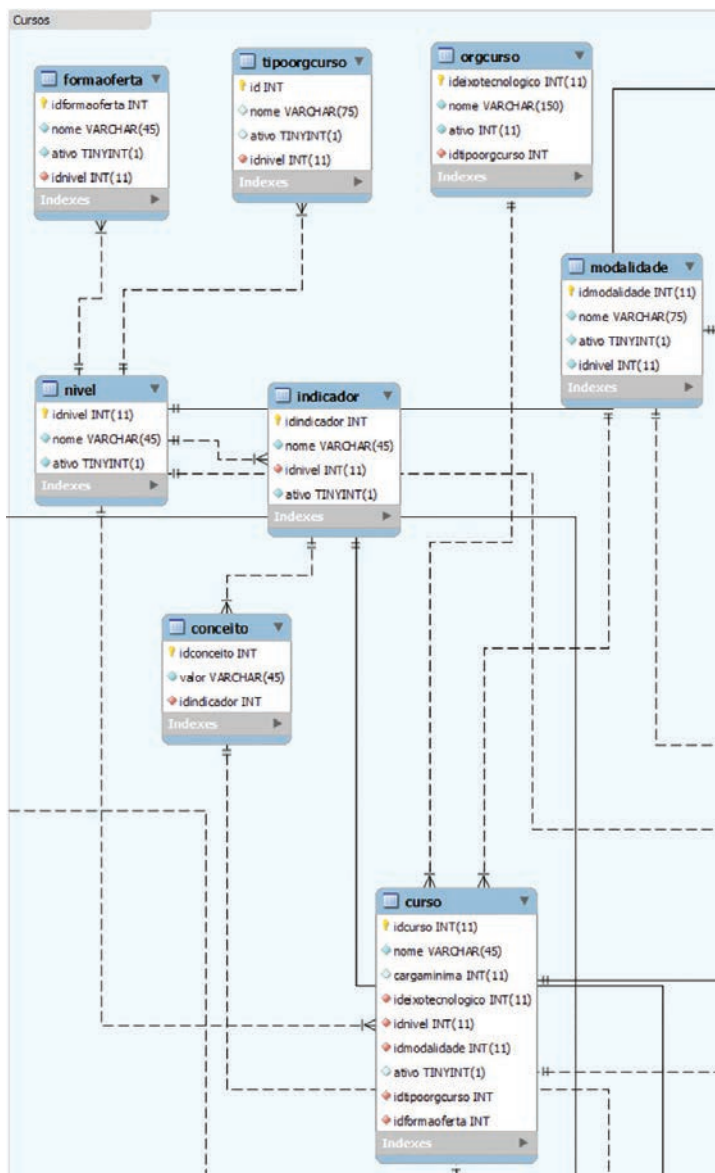 Cursos
formaoferta
idformaoferta INT
nome VARCHAR(45)
ativo TINYINT(1)
idnivel INT(11)
Indexes
tipoorgcurso
id INT
nome VARCHAR(75)
ativo TINYINT(1)
idnivel INT(11)
Indexes
orgcurso
ideixotecnologico INT(11)
nome VARCHAR(150)
ativo INT(11)
idtipoorgcurso INT
Indexes
modalidade
idmodalidade INT(11)
nome VARCHAR(75)
ativo TINYINT(1)
idnivel INT(11)
Indexes
nivel
idnivel INT(11)
nome VARCHAR(45)
ativo TINYINT(1)
Indexes
indicador
idindicador INT
nome VARCHAR(45)
idnivel INT(11)
ativo TINYINT(1)
Indexes
conceito
idconceito INT
valor VARCHAR(45)
idindicador INT
Indexes
curso
idcurso INT(11)
nome VARCHAR(45)
cargaminima INT(11)
ideixotecnologico INT(11)
idnivel INT(11)
idmodalidade INT(11)
ativo TINYINT(1)
idtipoorgcurso INT
idformaoferta INT
Indexes